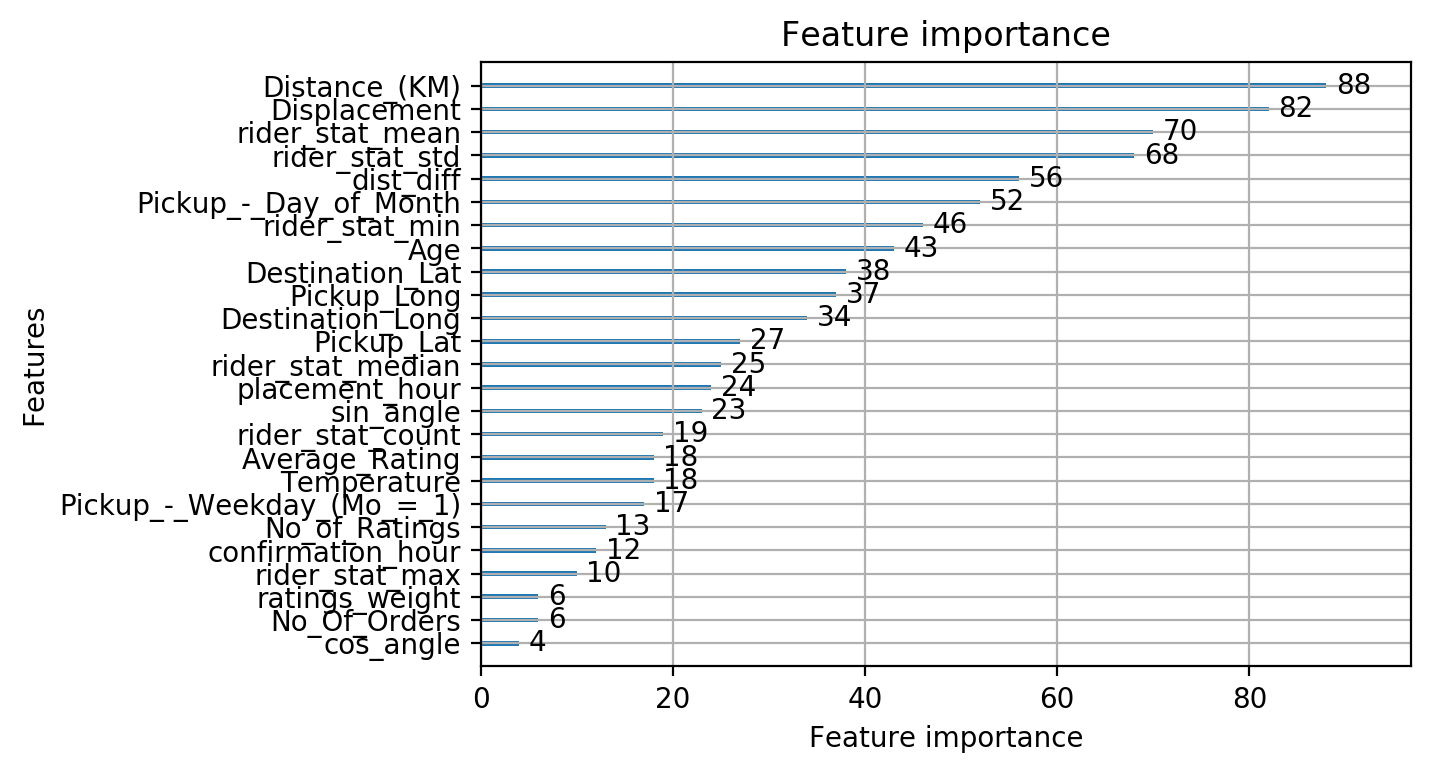 Feature importance
Distance_(KM) 88
Displacement 82
rider_stat_mean 70
rider_stat_std 68
dist_diff 56
Pickup_-_Day_of_Month 52
rider_stat_min 46
Age 43
Destination_Lat 38
Pickup_Long 37
Destination_Long 34
Pickup_Lat 27
rider_stat_median 25
placement_hour 24
sin_angle 23
rider_stat_count 19
Average_Rating 18
Temperature 18
Pickup_-_Weekday_(Mo_=_1) 17
No_of_Ratings 13
confirmation_hour 12
rider_stat_max 10
ratings_weight 6
No_Of_Orders 6
cos_angle 4
Features
0 20 40 60 80
Feature importance